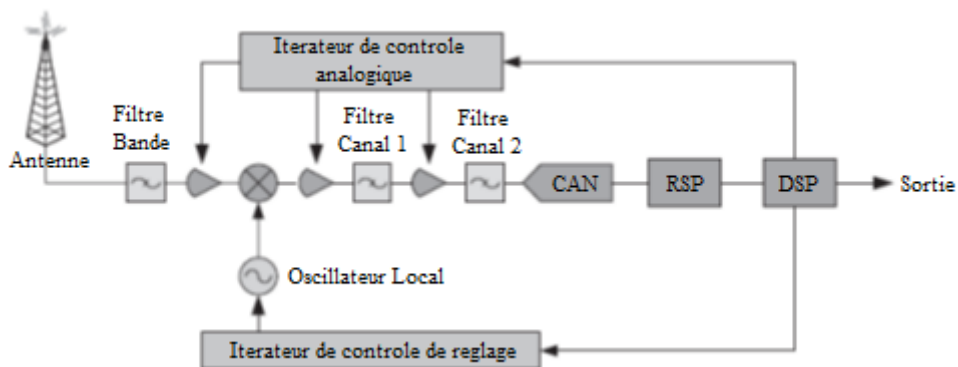 Iterateur de controle
analogique
Filtre
Bande
Filtre
Canal 1
Filtre
Canal 2
Antenne
CAN
RSP
DSP
Sortie
Oscillateur Local
Iterateur de controle de reglage